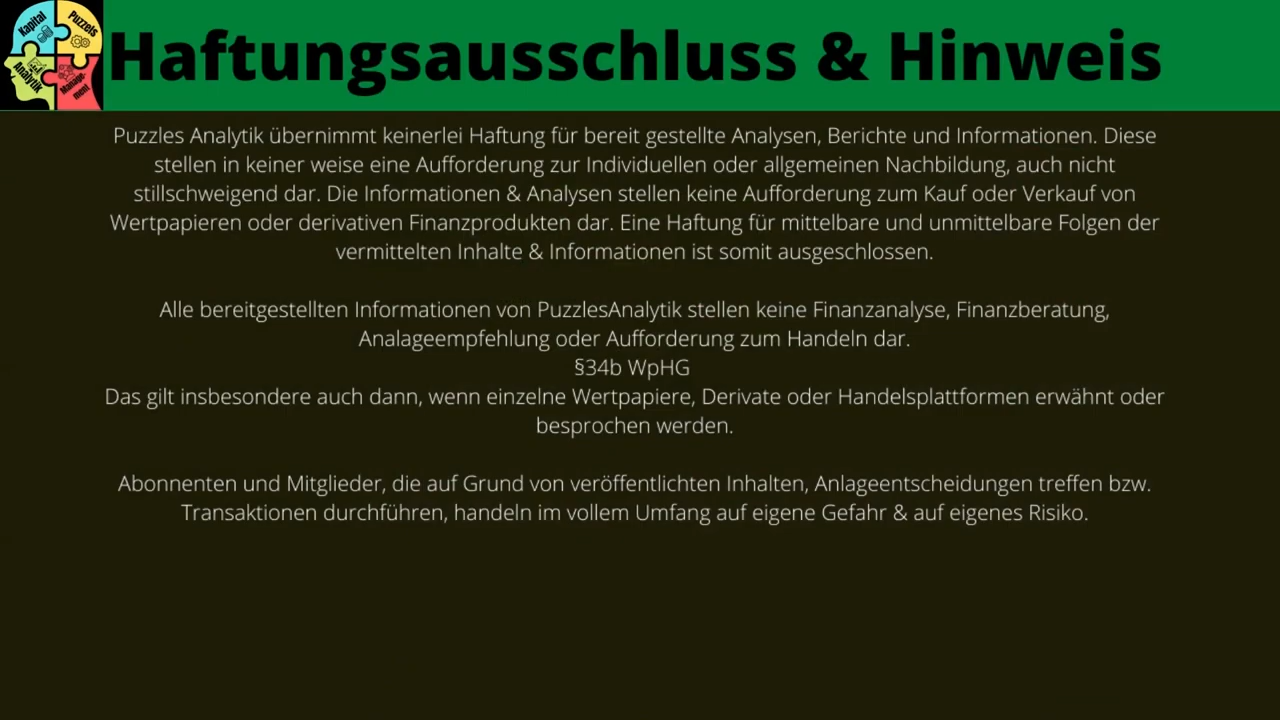 Kapital
Puzzels
Analytik
Manage-
ment
Haftungsausschluss & Hinweis
Puzzles Analytik übernimmt keinerlei Haftung für bereit gestellte Analysen, Berichte und Informationen. Diese
stellen in keiner weise eine Aufforderung zur Individuellen oder allgemeinen Nachbildung, auch nicht
stillschweigend dar. Die Informationen & Analysen stellen keine Aufforderung zum Kauf oder Verkauf von
Wertpapieren oder derivativen Finanzprodukten dar. Eine Haftung für mittelbare und unmittelbare Folgen der
vermittelten Inhalte & Informationen ist somit ausgeschlossen.
Alle bereitgestellten Informationen von PuzzlesAnalytik stellen keine Finanzanalyse, Finanzberatung,
Analageempfehlung oder Aufforderung zum Handeln dar.
§34b WpHG
Das gilt insbesondere auch dann, wenn einzelne Wertpapiere, Derivate oder Handelsplattformen erwähnt oder
besprochen werden.
Abonnenten und Mitglieder, die auf Grund von veröffentlichten Inhalten, Anlageentscheidungen treffen bzw.
Transaktionen durchführen, handeln im vollem Umfang auf eigene Gefahr & auf eigenes Risiko.